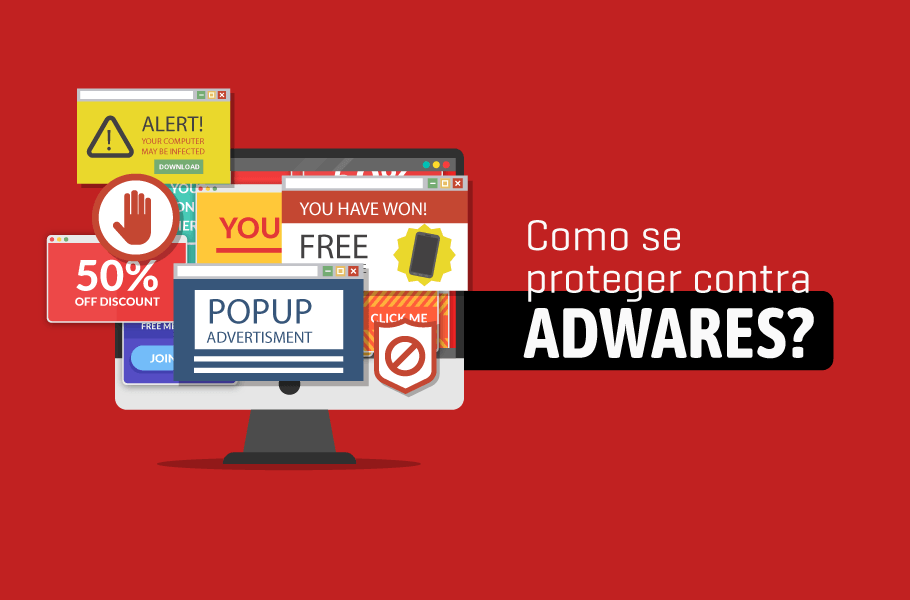 ALERT!
YOUR COMPUTER
MAY BE INFECTED
DOWNLOAD
50%
OFF DISCOUNT
YOU
YOU HAVE WON!
FREE
POPUP
ADVERTISMENT
CLICK ME
FREE
JOIN
Como se
proteger contra
ADWARES?